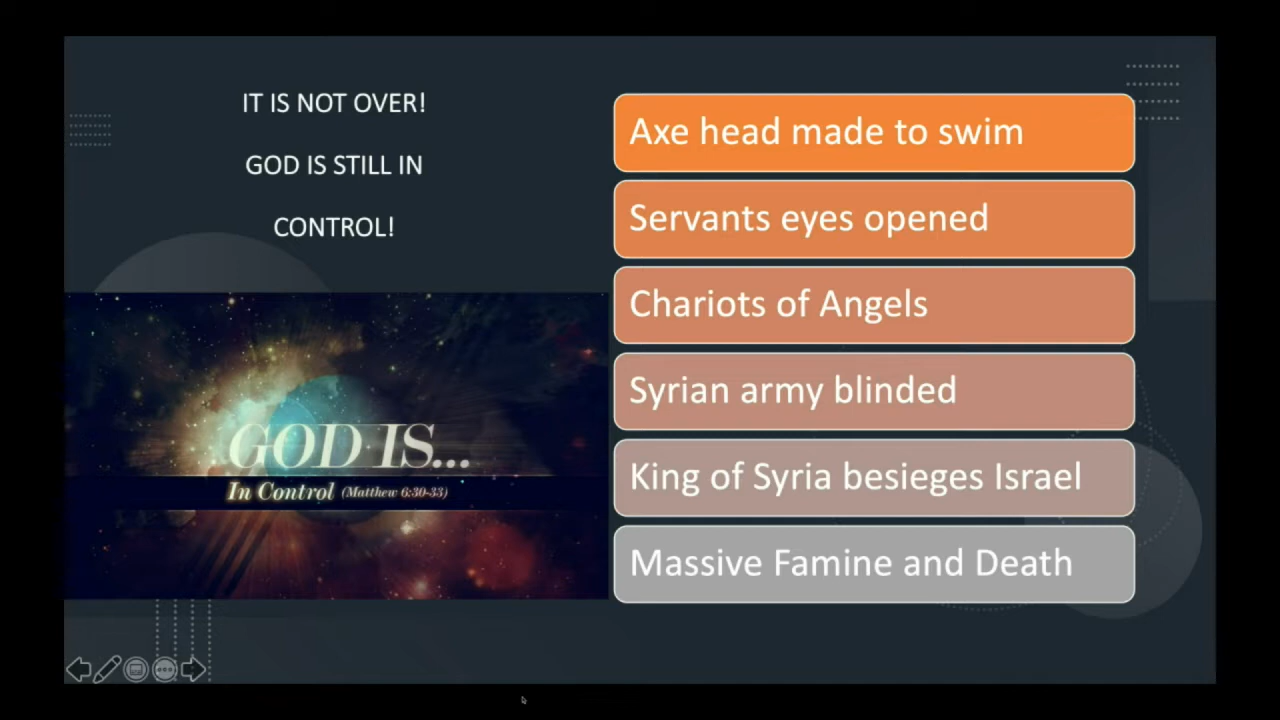 IT IS NOT OVER!
GOD IS STILL IN
CONTROL!
GOD IS...
In Control (Matthew 6:30-33)
Axe head made to swim
Servants eyes opened
Chariots of Angels
Syrian army blinded
King of Syria besieges Israel
Massive Famine and Death